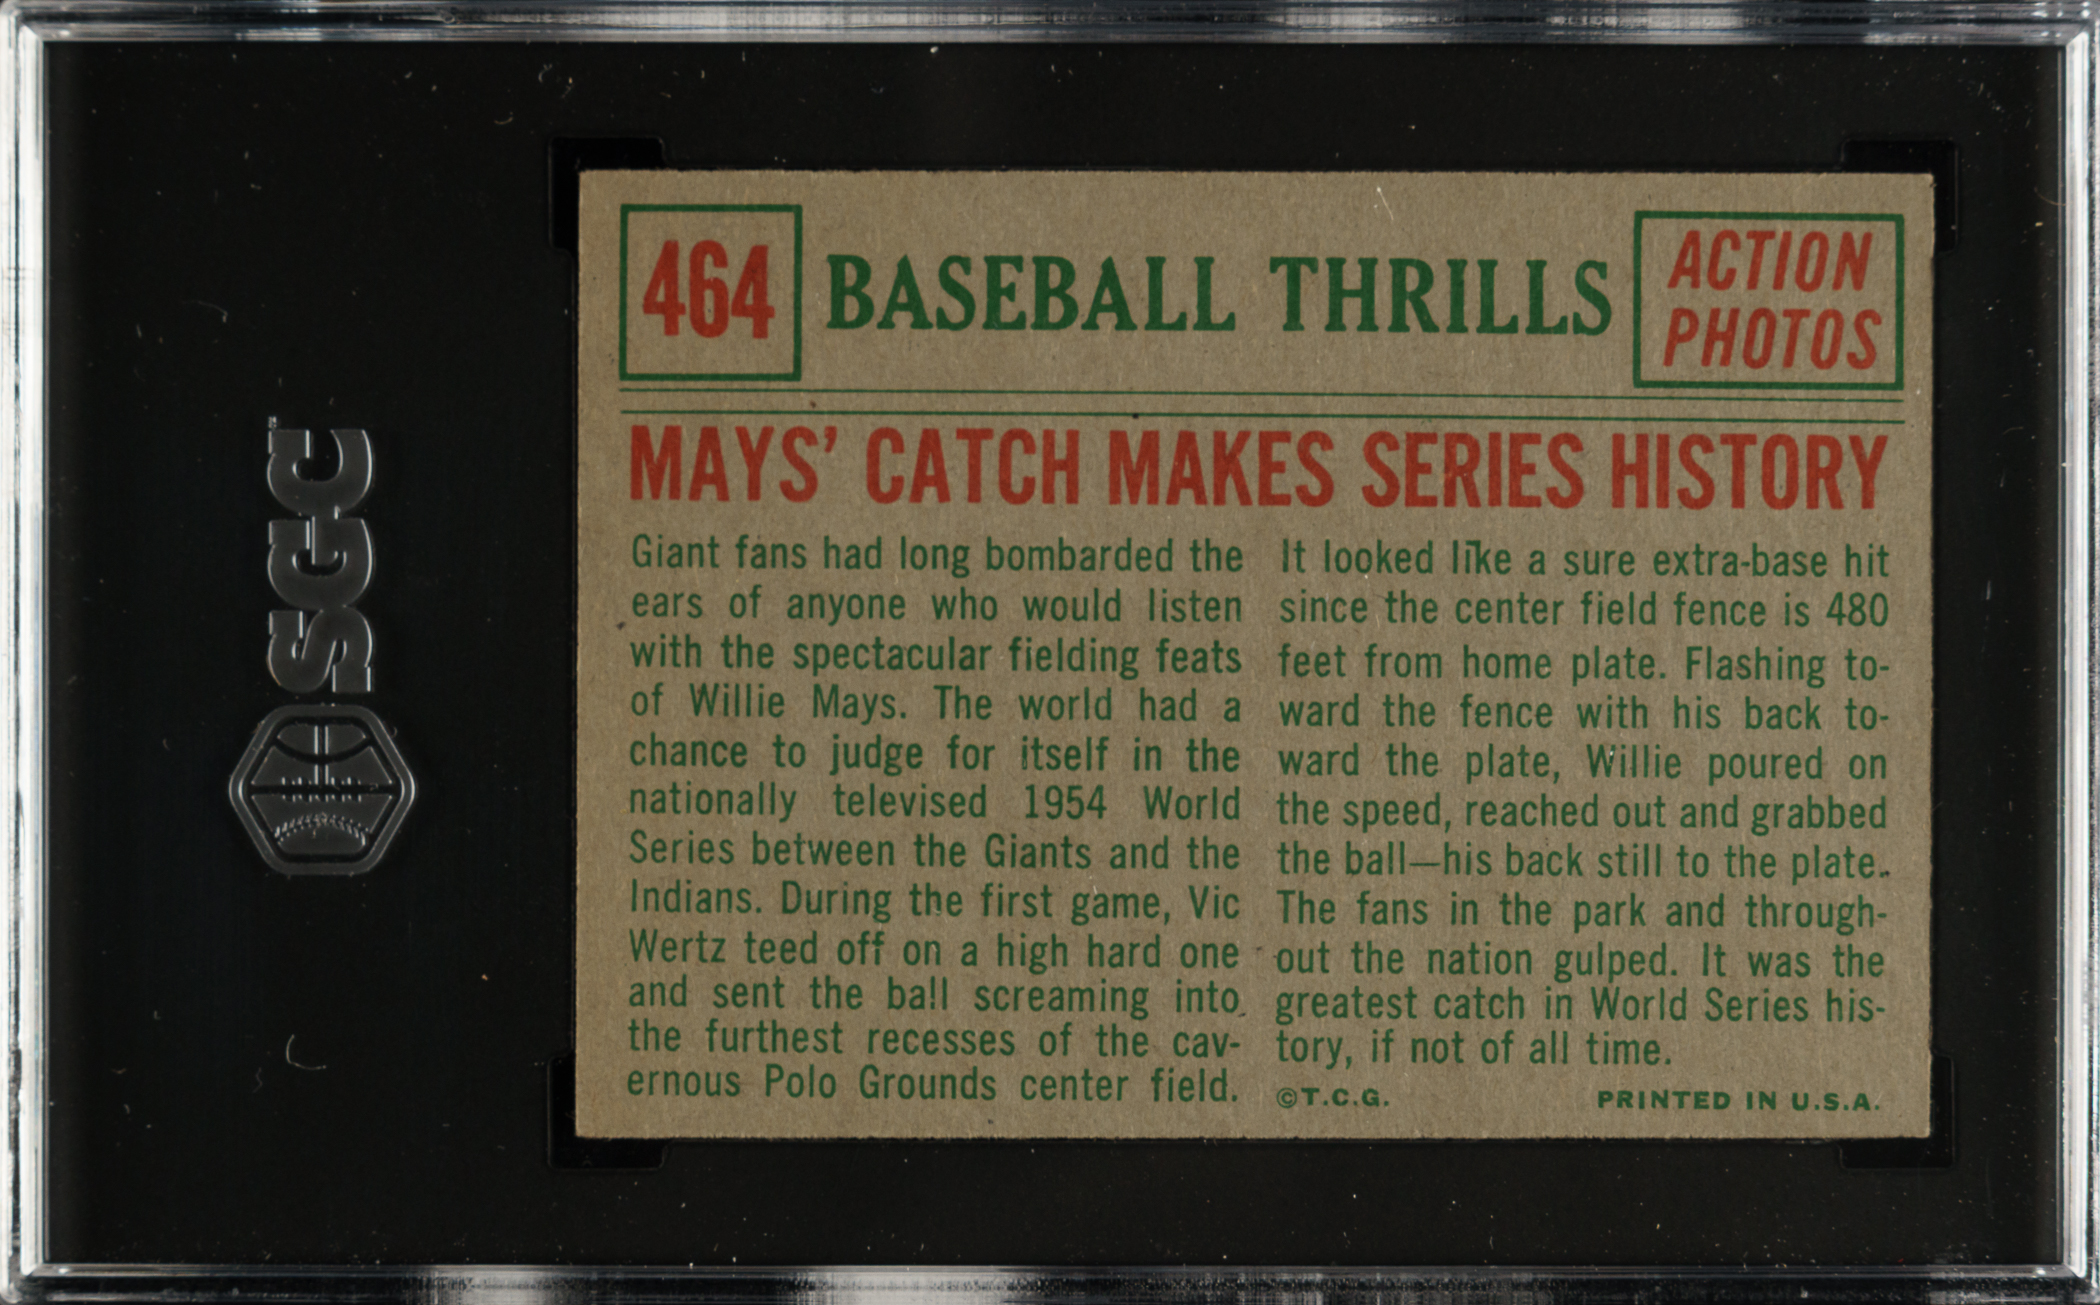 SGC
464
BASEBALL THRILLS
ACTION
PHOTOS
MAYS' CATCH MAKES SERIES HISTORY
Giant fans had long bombarded the
ears of anyone who would listen
with the spectacular fielding feats
of Willie Mays. The world had a
chance to judge for itself in the
nationally televised 1954 World
Series between the Giants and the
Indians. During the first game, Vic
Wertz teed off on a high hard one
and sent the ball screaming into
the furthest recesses of the cav-
ernous Polo Grounds center field.
It looked like a sure extra-base hit
since the center field fence is 480
feet from home plate. Flashing to-
ward the fence with his back to-
ward the plate, Willie poured on
the speed, reached out and grabbed
the ball—his back still to the plate.
The fans in the park and through-
out the nation gulped. It was the
greatest catch in World Series his-
tory, if not of all time.
©T.C.G.
PRINTED IN U.S.A.